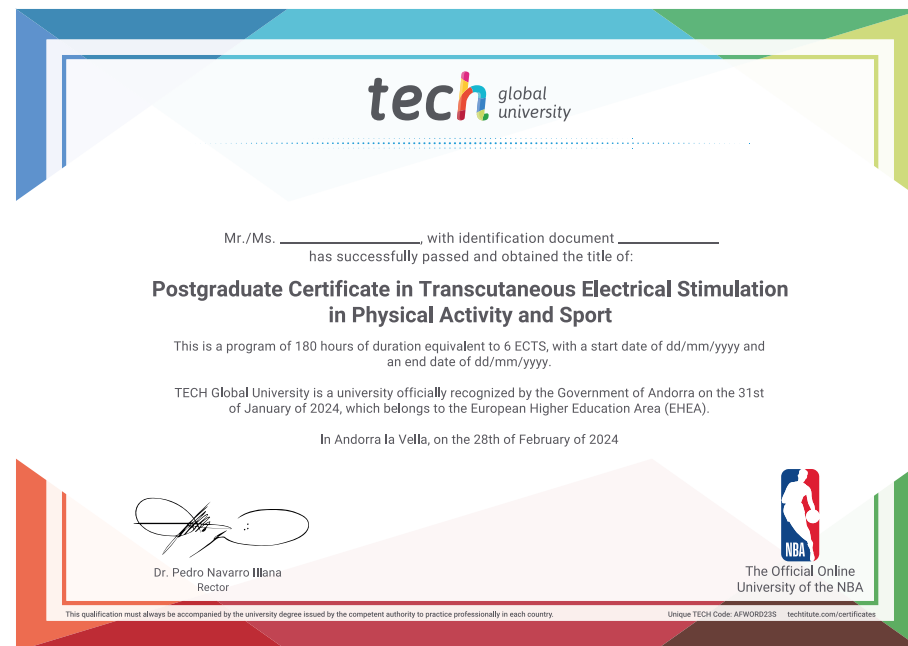 tech global university
Mr./Ms. ____________, with identification document ____________
has successfully passed and obtained the title of:
Postgraduate Certificate in Transcutaneous Electrical Stimulation
in Physical Activity and Sport
This is a program of 180 hours of duration equivalent to 6 ECTS, with a start date of dd/mm/yyyy and
an end date of dd/mm/yyyy.
TECH Global University is a university officially recognized by the Government of Andorra on the 31st
of January of 2024, which belongs to the European Higher Education Area (EHEA).
In Andorra la Vella, on the 28th of February of 2024
Dr. Pedro Navarro Illana
Rector
NBA
The Official Online
University of the NBA
This qualification must always be accompanied by the university degree issued by the competent authority to practice professionally in each country.
Unique TECH Code: AFWORD23S techtitute.com/certificates